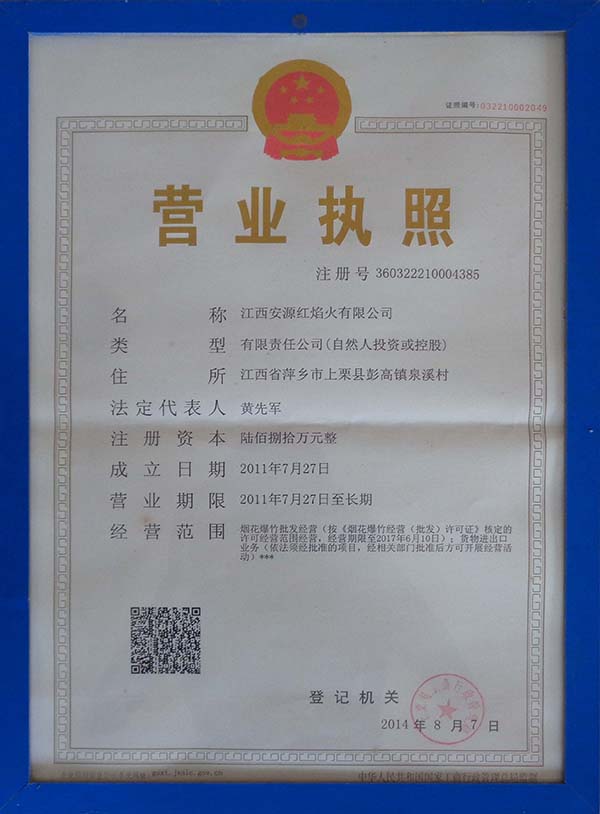 证照编号:032210002049
营业执照
注册号 360322210004385
名称 江西安源红焰火有限公司
类型 有限责任公司(自然人投资或控股)
住所 江西省萍乡市上栗县彭高镇泉溪村
法定代表人 黄先军
注册资本 陆佰捌拾万元整
成立日期 2011年7月27日
营业期限 2011年7月27日至长期
经营范围 烟花爆竹批发经营（按《烟花爆竹经营（批发）许可证》核定的
许可经营范围经营，经营期限至2017年6月10日）；货物进出口
业务（依法须经批准的项目，经相关部门批准后方可开展经营活
动）***
登记机关
2014年8月7日
gsxt.jxaic.gov.cn
中华人民共和国国家工商行政管理总局监制